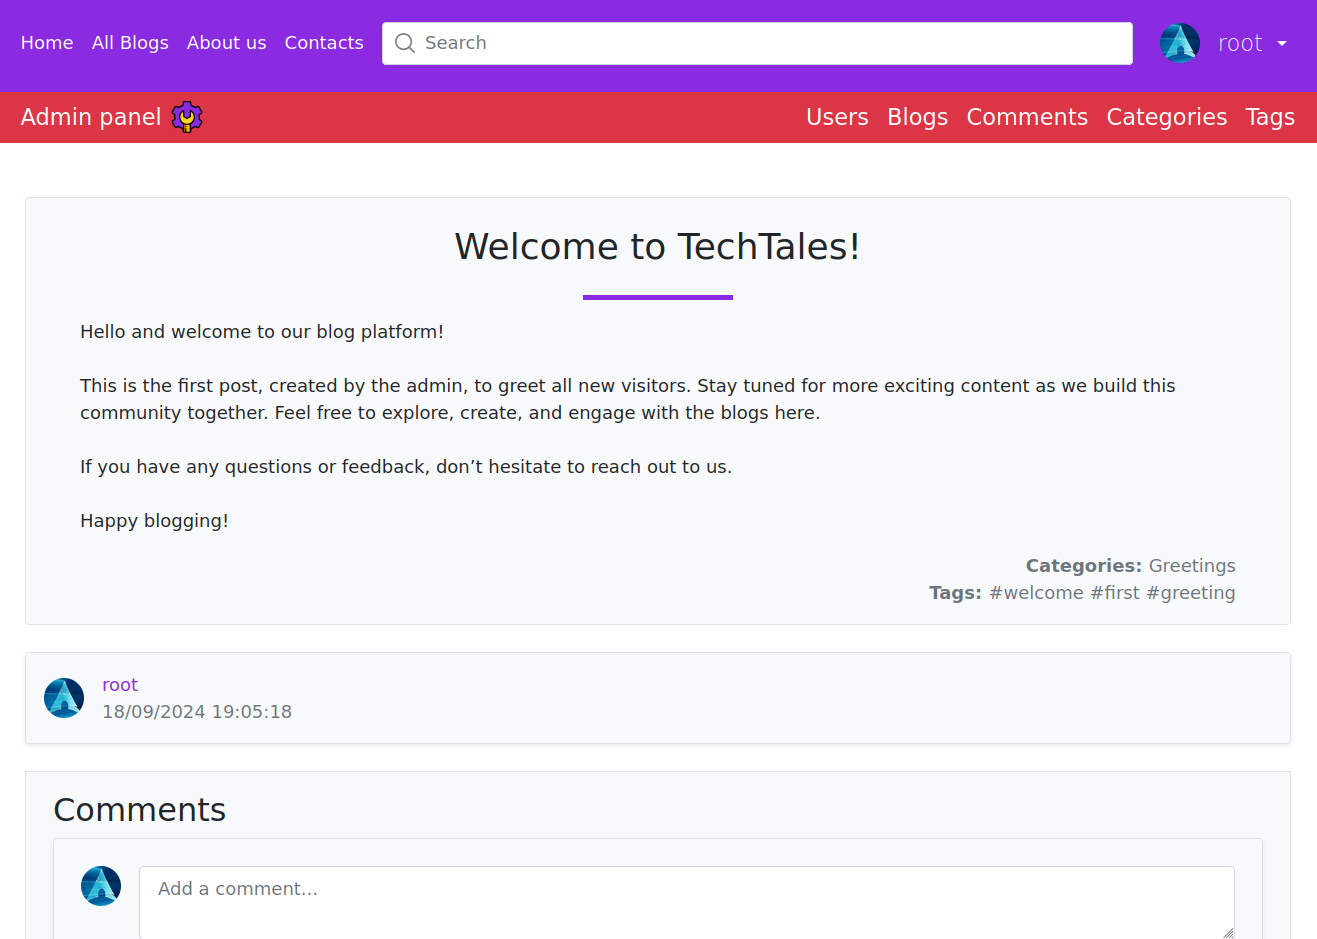 Home All Blogs About us Contacts Search root
Admin panel Users Blogs Comments Categories Tags
Welcome to TechTales!
Hello and welcome to our blog platform!
This is the first post, created by the admin, to greet all new visitors. Stay tuned for more exciting content as we build this
community together. Feel free to explore, create, and engage with the blogs here.
If you have any questions or feedback, don’t hesitate to reach out to us.
Happy blogging!
Categories: Greetings
Tags: #welcome #first #greeting
root
18/09/2024 19:05:18
Comments
Add a comment...